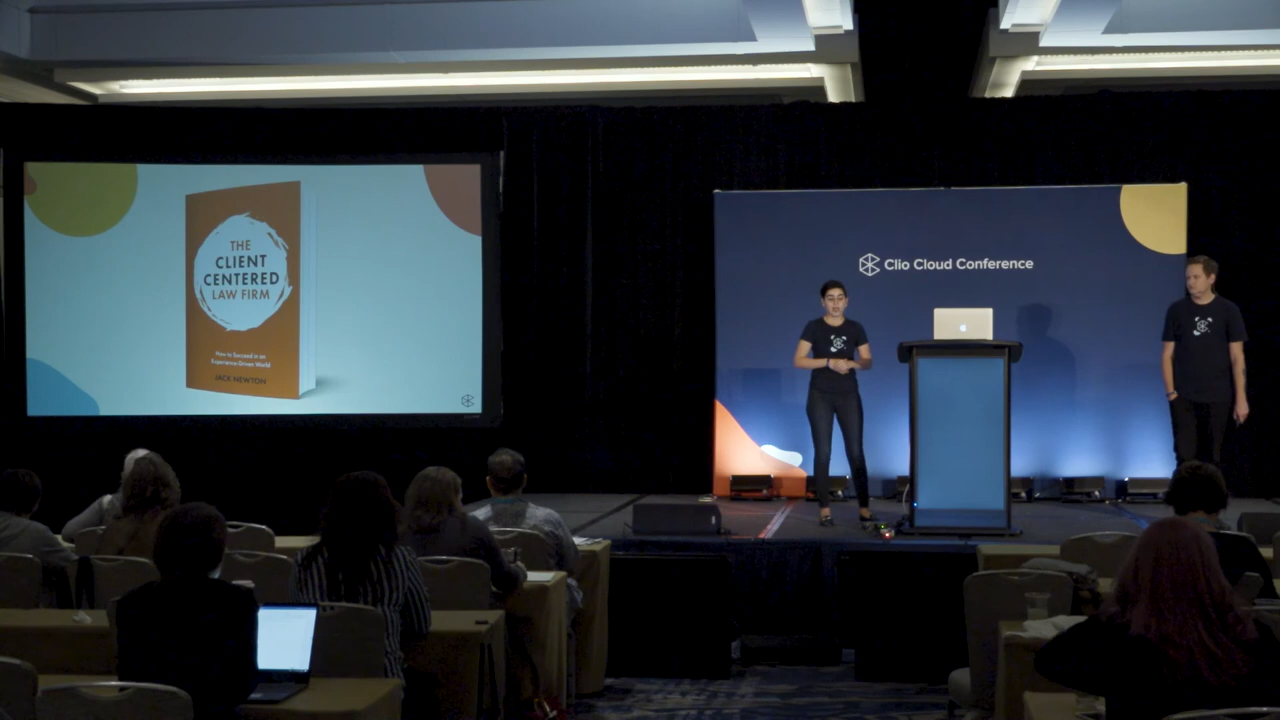 THE
CLIENT
CENTERED
LAW FIRM
How to Succeed in an
Experience-Driven World
JACK NEWTON
Clio Cloud Conference